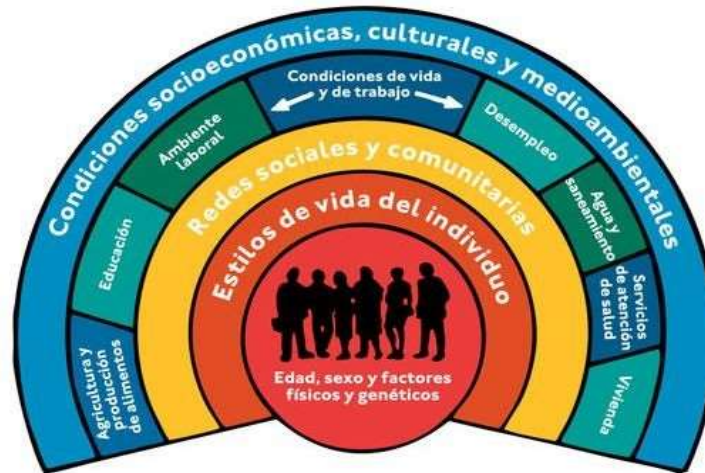 Condiciones socioeconómicas, culturales y medioambientales
Condiciones de vida
y de trabajo
Agricultura y
producción
de alimentos
Educación
Ambiente
laboral
Desempleo
Agua y
saneamiento
Servicios
de atención
de salud
Vivienda
Redes sociales y comunitarias
Estilos de vida del individuo
Edad, sexo y factores
físicos y genéticos